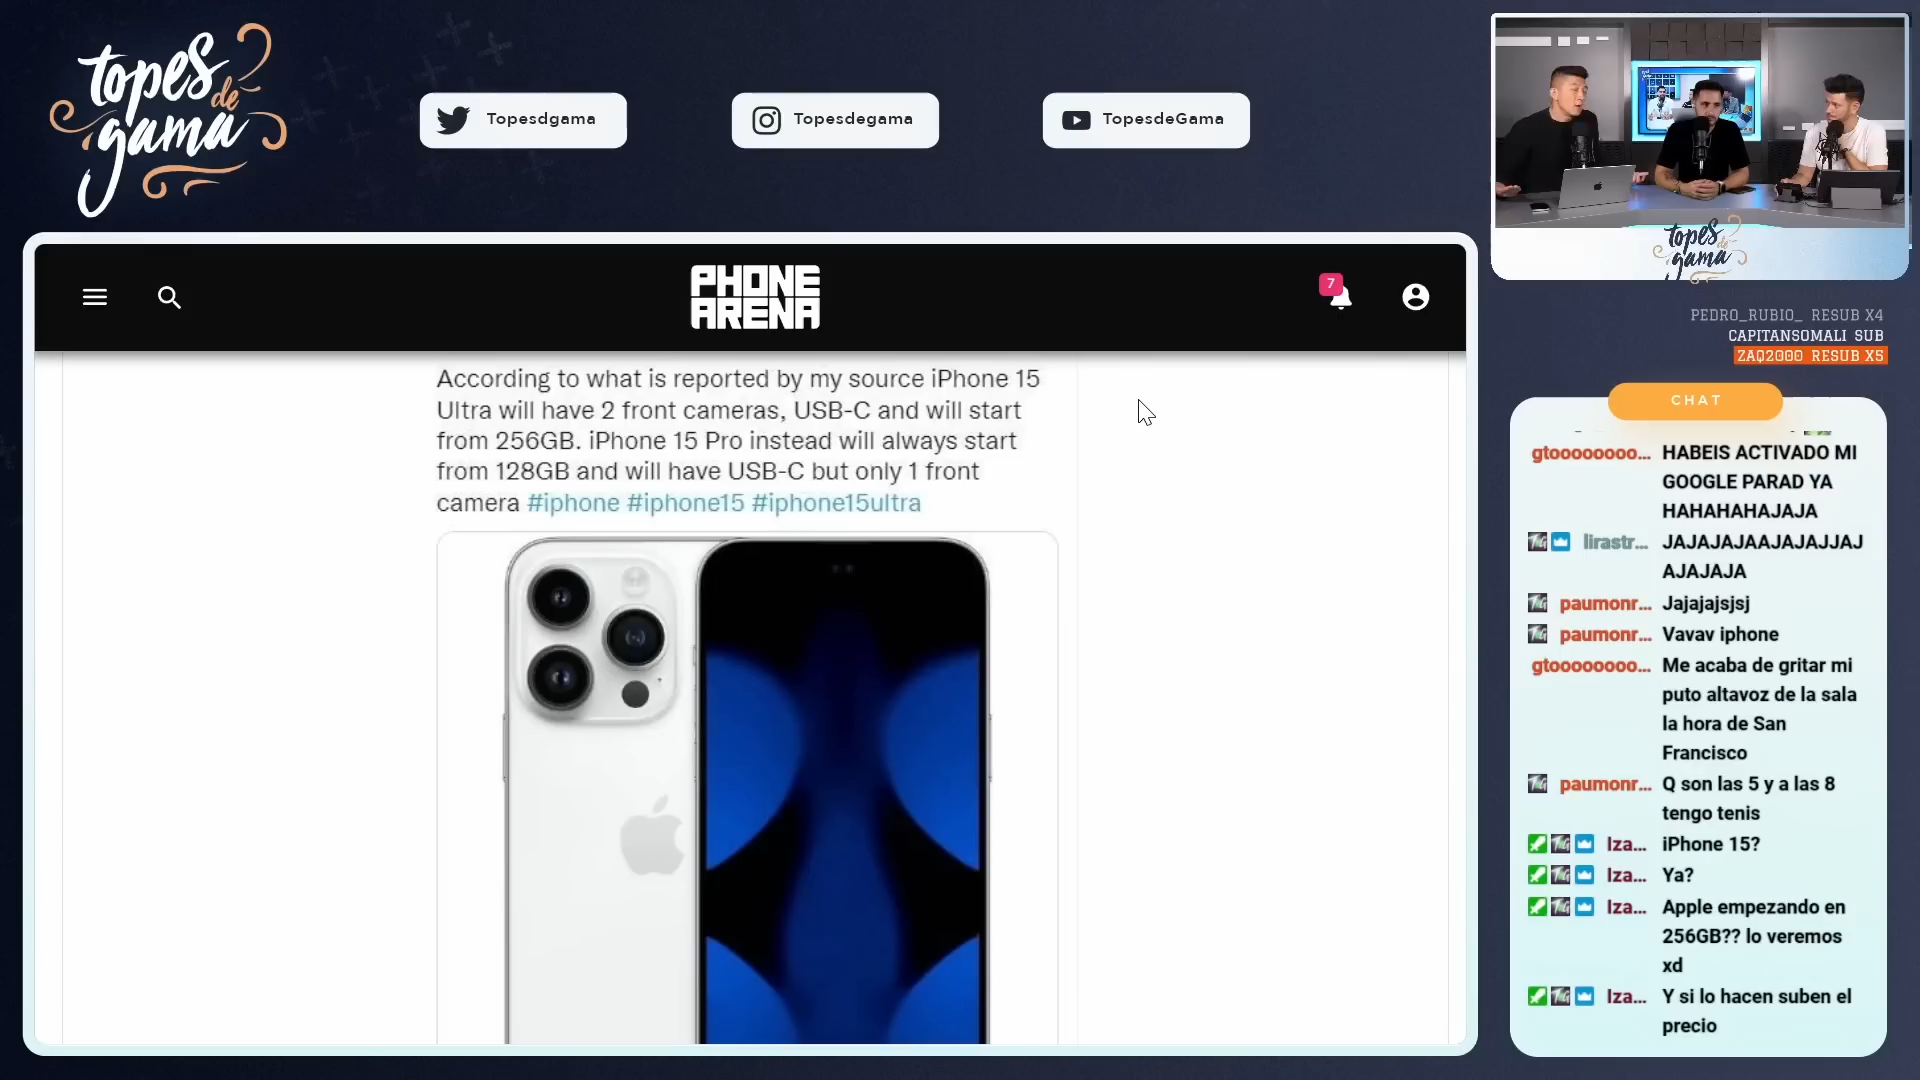 topes
de
gama
Topesdgama
Topesdegama
TopesdeGama
topes
de
gama
PHONE
ARENA
7
According to what is reported by my source iPhone 15
Ultra will have 2 front cameras, USB-C and will start
from 256GB. iPhone 15 Pro instead will always start
from 128GB and will have USB-C but only 1 front
camera #iphone #iphone15 #iphone15ultra
PEDRO_RUBIO_ RESUB X4
CAPITANSOMALI SUB
ZAQ2000 RESUB X5
CHAT
gtoooooooo... HABEIS ACTIVADO MI
GOOGLE PARAD YA
HAHAHAHAJAJA
lirastr... JAJAJAJAAJAJAJJAJ
AJAJAJA
paumonr... Jajajajsjsj
paumonr... Vavav iphone
gtoooooooo... Me acaba de gritar mi
puto altavoz de la sala
la hora de San
Francisco
paumonr... Q son las 5 y a las 8
tengo tenis
Iza... iPhone 15?
Iza... Ya?
Iza... Apple empezando en
256GB?? lo veremos
xd
Iza... Y si lo hacen suben el
precio